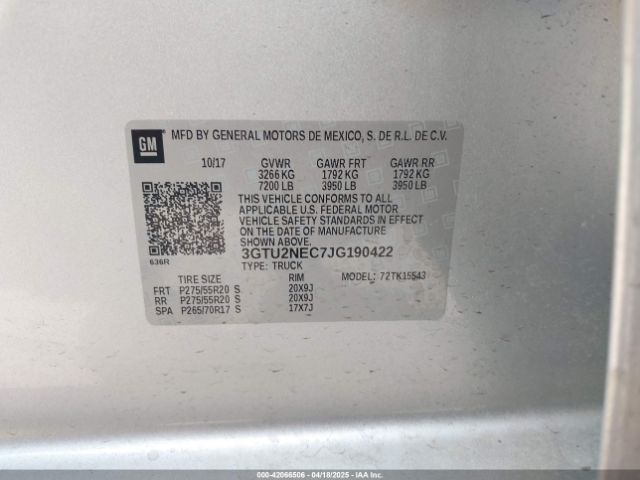 GM
MFD BY GENERAL MOTORS DE MEXICO, S. DE R.L. DE C.V.
10/17 GVWR GAWR FRT GAWR RR
3266 KG 1792 KG 1792 KG
7200 LB 3950 LB 3950 LB
THIS VEHICLE CONFORMS TO ALL
APPLICABLE U.S. FEDERAL MOTOR
VEHICLE SAFETY STANDARDS IN EFFECT
ON THE DATE OF MANUFACTURE
SHOWN ABOVE.
636R 3GTU2NEC7JG190422
TYPE: TRUCK
TIRE SIZE RIM MODEL: 72TK15543
FRT P275/55R20 S 20X9J
RR P275/55R20 S 20X9J
SPA P265/70R17 S 17X7J
000-42066506 - 04/18/2025 - IAAI.COM